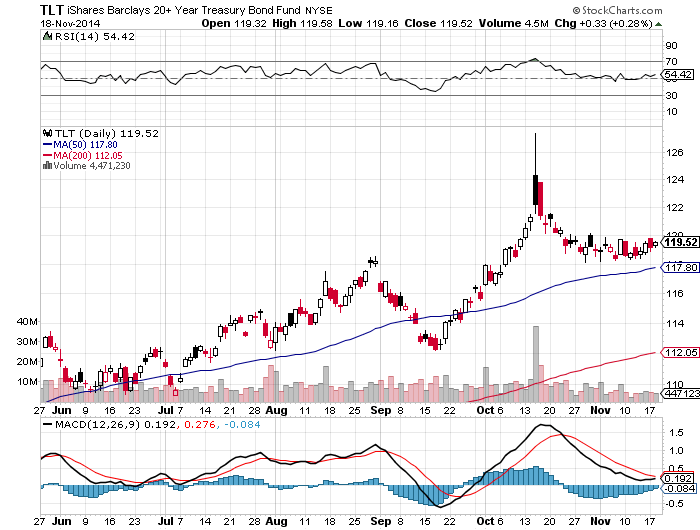 TLT iShares Barclays 20+ Year Treasury Bond Fund NYSE © StockCharts.com
18-Nov-2014 Open 119.32 High 119.58 Low 119.16 Close 119.52 Volume 4.5M Chg +0.33 (+0.28%)
RSI(14) 54.42
90
70
54.42
30
10
TLT (Daily) 119.52
MA(50) 117.80
MA(200) 112.05
Volume 4,471,230
126
124
122
120
119.52
117.80
116
114
112.05
110
447123
40M
30M
20M
10M
27 Jun 9 16 23 Jul 7 14 21 28 Aug 11 18 25 Sep 8 15 22 Oct 6 13 20 27 Nov 10 17
MACD(12,26,9) 0.192, 0.276, -0.084
1.5
1.0
0.5
0.192
-0.084
-0.5
27 Jun 9 16 23 Jul 7 14 21 28 Aug 11 18 25 Sep 8 15 22 Oct 6 13 20 27 Nov 10 17